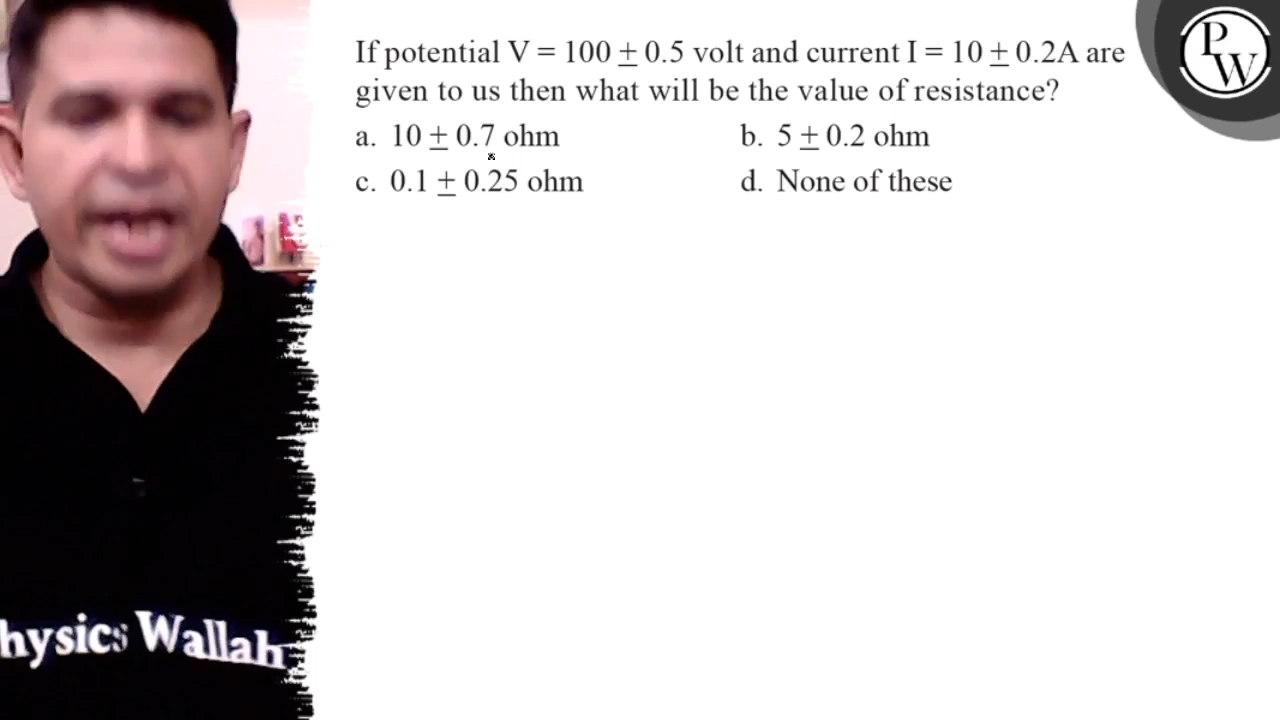 If potential V = 100 ± 0.5 volt and current I = 10 ± 0.2A are
given to us then what will be the value of resistance?
a. 10 ± 0.7 ohm
b. 5 ± 0.2 ohm
c. 0.1 ± 0.25 ohm
d. None of these
P
W
hysics Wallah